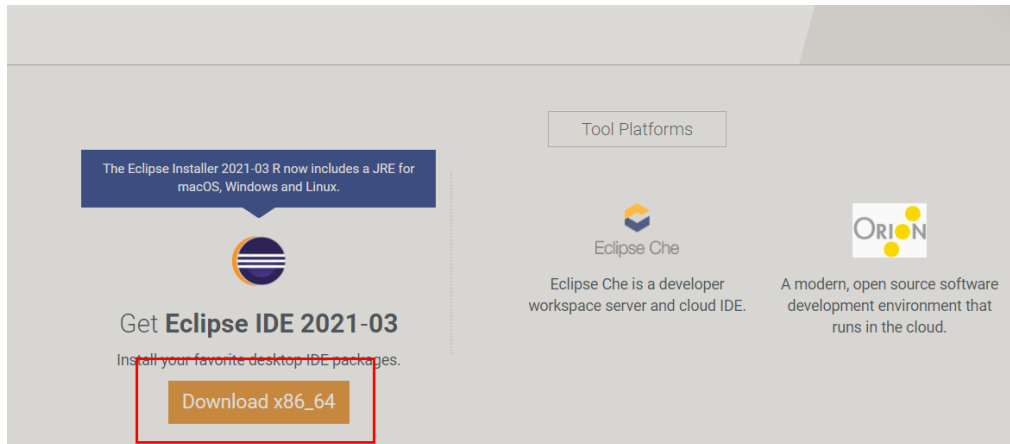 The Eclipse Installer 2021-03 R now includes a JRE for
macOS, Windows and Linux.
Get Eclipse IDE 2021-03
Install your favorite desktop IDE packages.
Download x86_64
Tool Platforms
Eclipse Che
Eclipse Che is a developer
workspace server and cloud IDE.
ORION
A modern, open source software
development environment that
runs in the cloud.